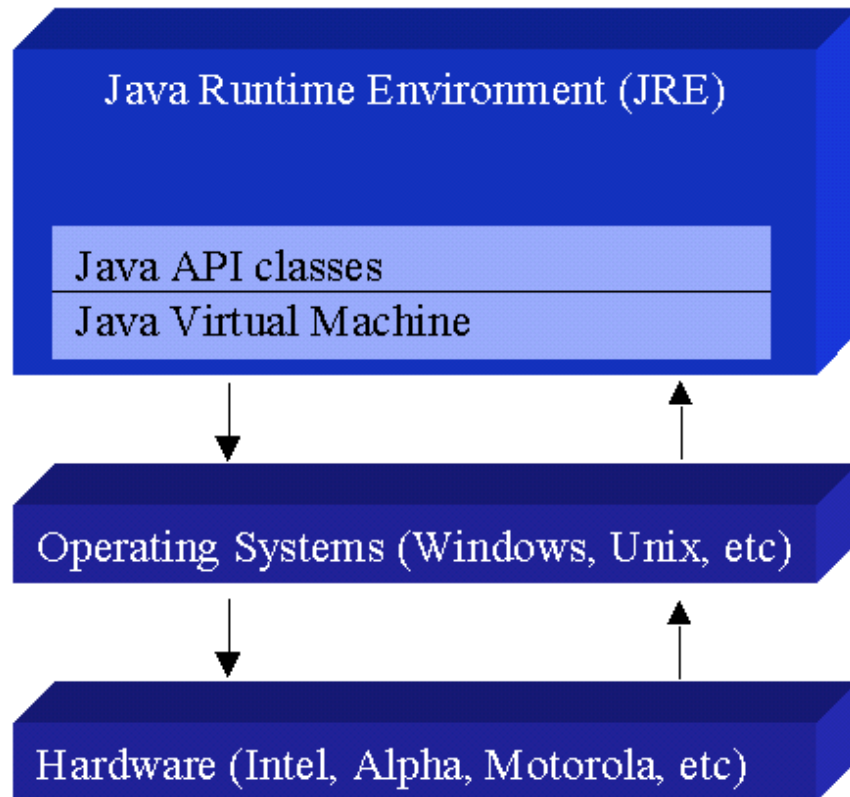 Java Runtime Environment (JRE)
Java API classes
Java Virtual Machine
Operating Systems (Windows, Unix, etc)
Hardware (Intel, Alpha, Motorola, etc)